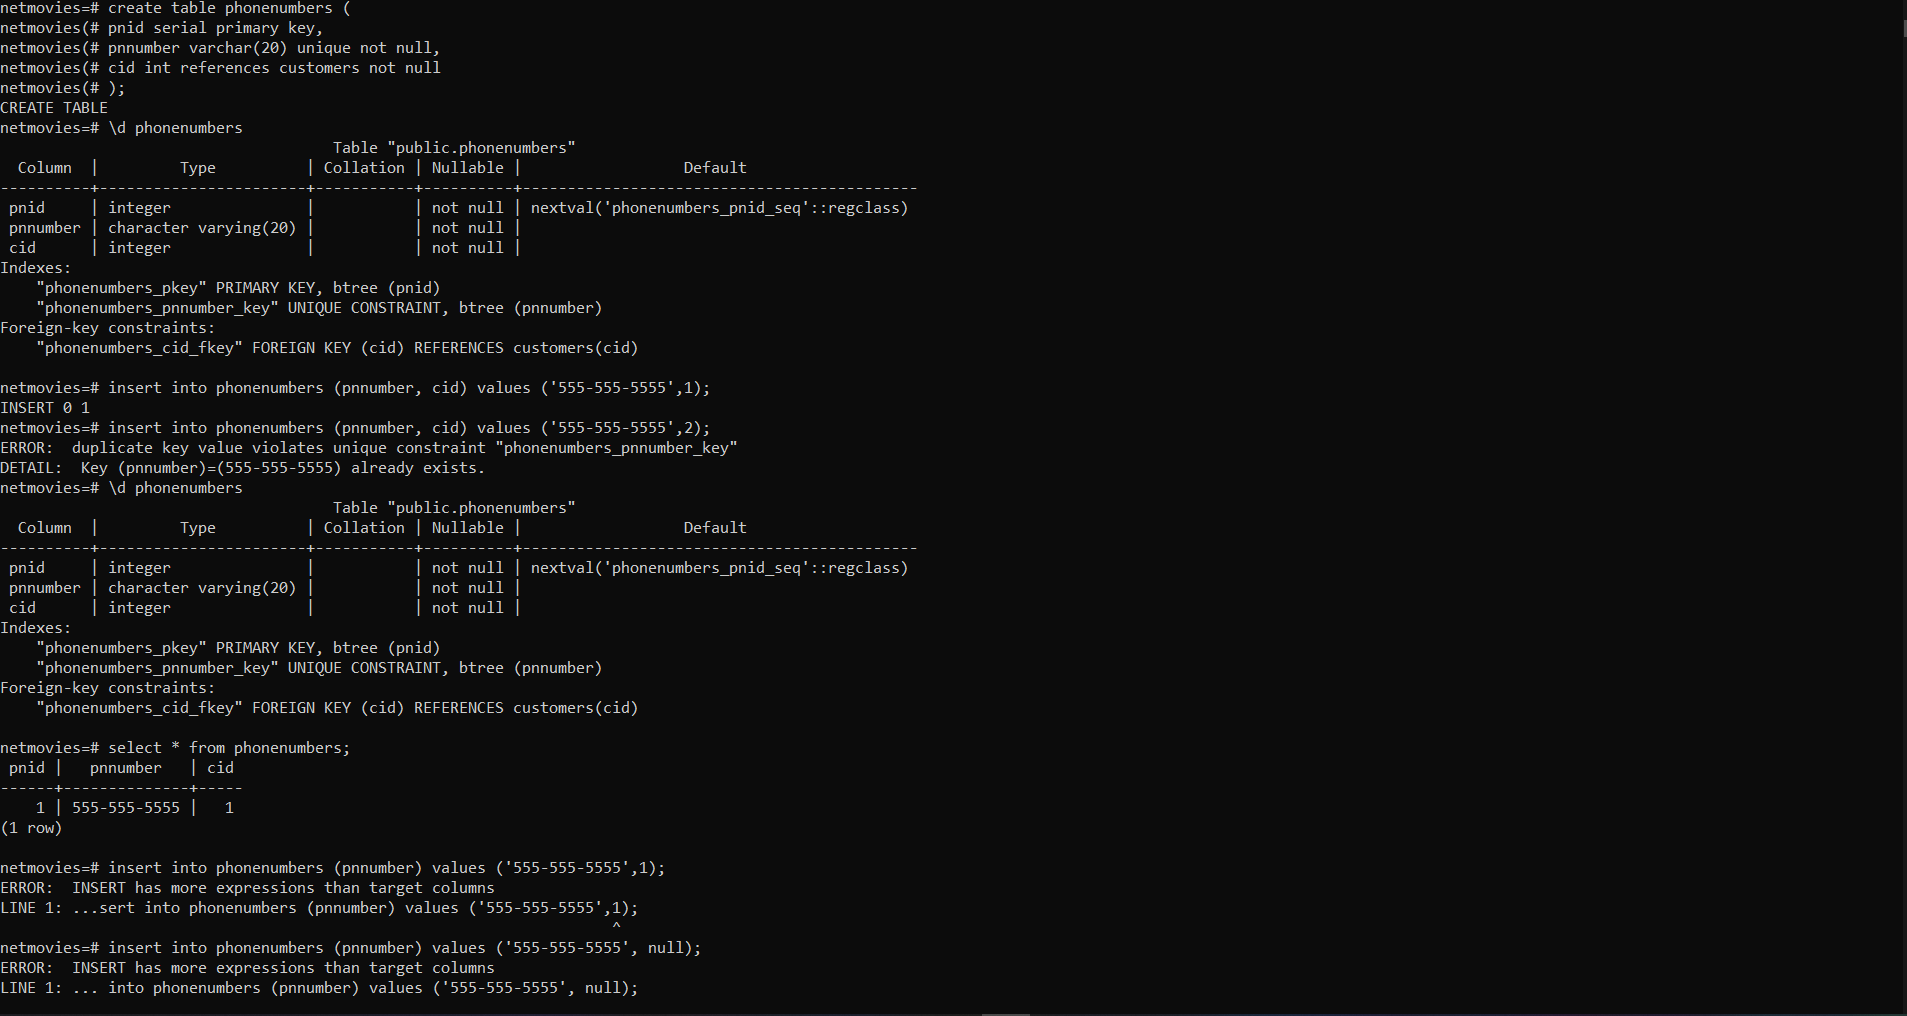 netmovies=# create table phonenumbers (
netmovies(# pnid serial primary key,
netmovies(# pnnumber varchar(20) unique not null,
netmovies(# cid int references customers not null
netmovies(# );
CREATE TABLE
netmovies=# \d phonenumbers
                                     Table "public.phonenumbers"
  Column  |         Type          | Collation | Nullable |                  Default
----------+-----------------------+-----------+----------+--------------------------------------------
 pnid     | integer               |           | not null | nextval('phonenumbers_pnid_seq'::regclass)
 pnnumber | character varying(20) |           | not null |
 cid      | integer               |           | not null |
Indexes:
    "phonenumbers_pkey" PRIMARY KEY, btree (pnid)
    "phonenumbers_pnnumber_key" UNIQUE CONSTRAINT, btree (pnnumber)
Foreign-key constraints:
    "phonenumbers_cid_fkey" FOREIGN KEY (cid) REFERENCES customers(cid)

netmovies=# insert into phonenumbers (pnnumber, cid) values ('555-555-5555',1);
INSERT 0 1
netmovies=# insert into phonenumbers (pnnumber, cid) values ('555-555-5555',2);
ERROR:  duplicate key value violates unique constraint "phonenumbers_pnnumber_key"
DETAIL:  Key (pnnumber)=(555-555-5555) already exists.
netmovies=# \d phonenumbers
                                     Table "public.phonenumbers"
  Column  |         Type          | Collation | Nullable |                  Default
----------+-----------------------+-----------+----------+--------------------------------------------
 pnid     | integer               |           | not null | nextval('phonenumbers_pnid_seq'::regclass)
 pnnumber | character varying(20) |           | not null |
 cid      | integer               |           | not null |
Indexes:
    "phonenumbers_pkey" PRIMARY KEY, btree (pnid)
    "phonenumbers_pnnumber_key" UNIQUE CONSTRAINT, btree (pnnumber)
Foreign-key constraints:
    "phonenumbers_cid_fkey" FOREIGN KEY (cid) REFERENCES customers(cid)

netmovies=# select * from phonenumbers;
 pnid |   pnnumber   | cid
------+--------------+-----
    1 | 555-555-5555 |   1
(1 row)

netmovies=# insert into phonenumbers (pnnumber) values ('555-555-5555',1);
ERROR:  INSERT has more expressions than target columns
LINE 1: ...sert into phonenumbers (pnnumber) values ('555-555-5555',1);
                                                                    ^
netmovies=# insert into phonenumbers (pnnumber) values ('555-555-5555', null);
ERROR:  INSERT has more expressions than target columns
LINE 1: ... into phonenumbers (pnnumber) values ('555-555-5555', null);